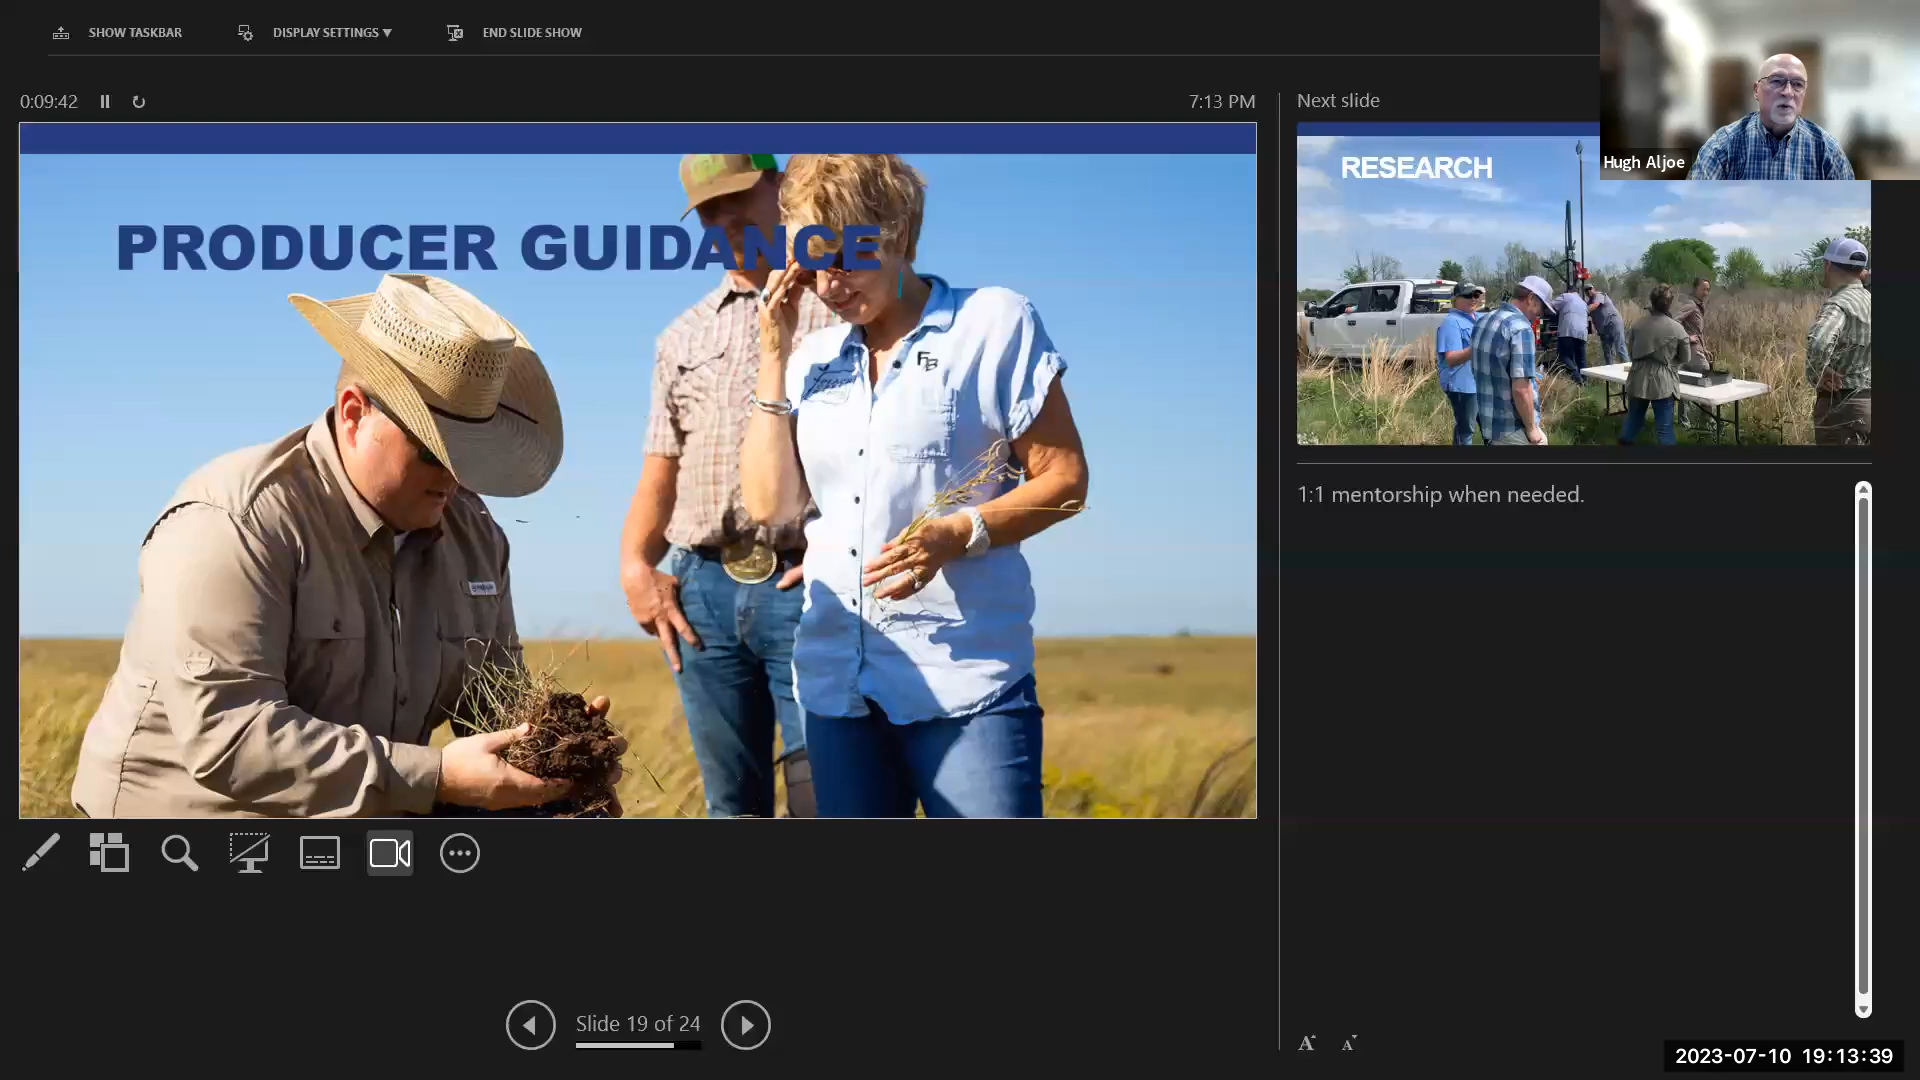 SHOW TASKBAR
DISPLAY SETTINGS ▼
END SLIDE SHOW
0:09:42
7:13 PM
Next slide
PRODUCER GUIDANCE
RESEARCH
Hugh Aljoe
1:1 mentorship when needed.
Slide 19 of 24
A A
2023-07-10 19:13:39